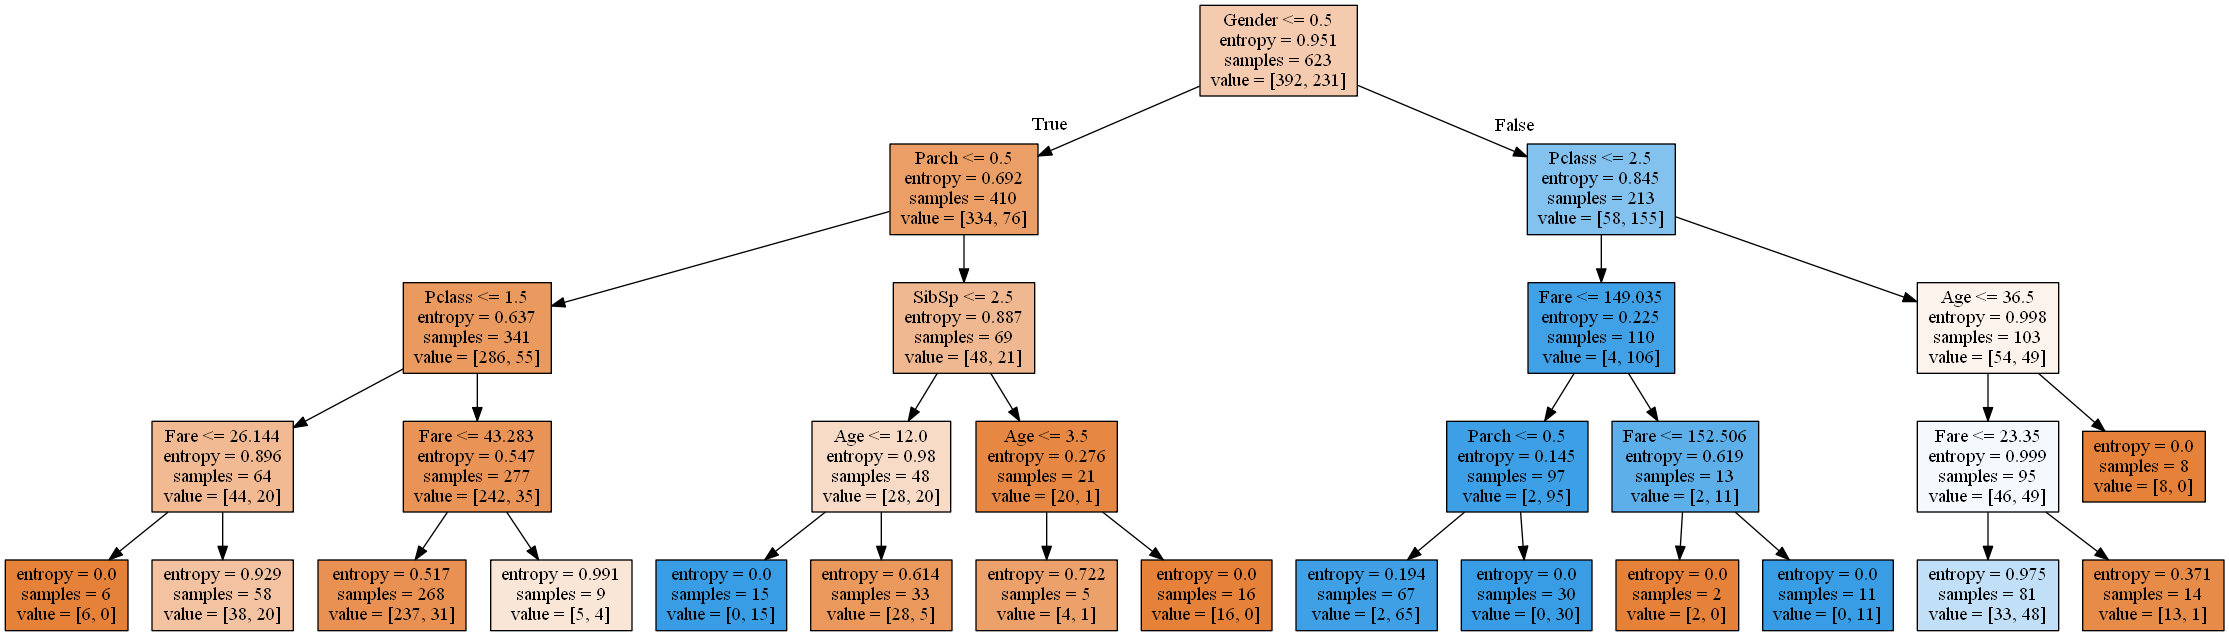 Gender <= 0.5
entropy = 0.951
samples = 623
value = [392, 231]
True
False
Parch <= 0.5
entropy = 0.692
samples = 410
value = [334, 76]
Pclass <= 2.5
entropy = 0.845
samples = 213
value = [58, 155]
Pclass <= 1.5
entropy = 0.637
samples = 341
value = [286, 55]
SibSp <= 2.5
entropy = 0.887
samples = 69
value = [48, 21]
Fare <= 149.035
entropy = 0.225
samples = 110
value = [4, 106]
Age <= 36.5
entropy = 0.998
samples = 103
value = [54, 49]
Fare <= 26.144
entropy = 0.896
samples = 64
value = [44, 20]
Fare <= 43.283
entropy = 0.547
samples = 277
value = [242, 35]
Age <= 12.0
entropy = 0.98
samples = 48
value = [28, 20]
Age <= 3.5
entropy = 0.276
samples = 21
value = [20, 1]
Parch <= 0.5
entropy = 0.145
samples = 97
value = [2, 95]
Fare <= 152.506
entropy = 0.619
samples = 13
value = [2, 11]
Fare <= 23.35
entropy = 0.999
samples = 95
value = [46, 49]
entropy = 0.0
samples = 8
value = [8, 0]
entropy = 0.0
samples = 6
value = [6, 0]
entropy = 0.929
samples = 58
value = [38, 20]
entropy = 0.517
samples = 268
value = [237, 31]
entropy = 0.991
samples = 9
value = [5, 4]
entropy = 0.0
samples = 15
value = [0, 15]
entropy = 0.614
samples = 33
value = [28, 5]
entropy = 0.722
samples = 5
value = [4, 1]
entropy = 0.0
samples = 16
value = [16, 0]
entropy = 0.194
samples = 67
value = [2, 65]
entropy = 0.0
samples = 30
value = [0, 30]
entropy = 0.0
samples = 2
value = [2, 0]
entropy = 0.0
samples = 11
value = [0, 11]
entropy = 0.975
samples = 81
value = [33, 48]
entropy = 0.371
samples = 14
value = [13, 1]